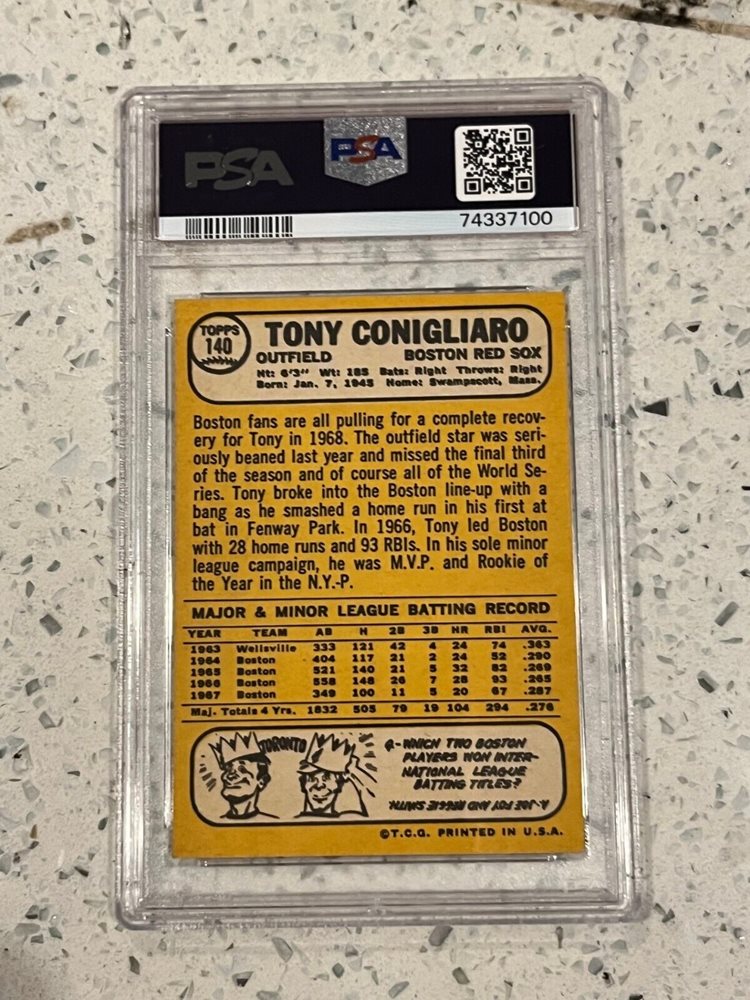 PSA
PSA
74337100
TOPPS
140
TONY CONIGLIARO
OUTFIELD BOSTON RED SOX
Ht: 6'3" Wt: 185 Bats: Right Throws: Right
Born: Jan. 7, 1945 Home: Swampscott, Mass.
Boston fans are all pulling for a complete recov-
ery for Tony in 1968. The outfield star was seri-
ously beaned last year and missed the final third
of the season and of course all of the World Se-
ries. Tony broke into the Boston line-up with a
bang as he smashed a home run in his first at
bat in Fenway Park. In 1966, Tony led Boston
with 28 home runs and 93 RBIs. In his sole minor
league campaign, he was M.V.P. and Rookie of
the Year in the N.Y.-P.
MAJOR & MINOR LEAGUE BATTING RECORD
YEAR TEAM AB H 2B 3B HR RBI AVG.
1963 Wellsville 333 121 42 4 24 74 .363
1964 Boston 404 117 21 2 24 52 .290
1965 Boston 521 140 21 5 32 82 .269
1966 Boston 558 148 26 7 28 93 .265
1967 Boston 349 100 11 5 20 67 .287
Maj. Totals 4 Yrs. 1832 505 79 19 104 294 .276
TORONTO
Q.- WHICH TWO BOSTON
PLAYERS WON INTER-
NATIONAL LEAGUE
BATTING TITLES?
A. JOE FOY AND REGGIE SMITH.
©T.C.G. PRINTED IN U.S.A.